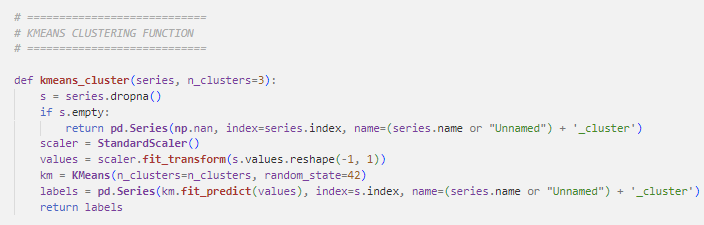 # ============================
# KMEANS CLUSTERING FUNCTION
# ============================
def kmeans_cluster(series, n_clusters=3):
    s = series.dropna()
    if s.empty:
        return pd.Series(np.nan, index=series.index, name=(series.name or "Unnamed") + '_cluster')
    scaler = StandardScaler()
    values = scaler.fit_transform(s.values.reshape(-1, 1))
    km = KMeans(n_clusters=n_clusters, random_state=42)
    labels = pd.Series(km.fit_predict(values), index=s.index, name=(series.name or "Unnamed") + '_cluster')
    return labels